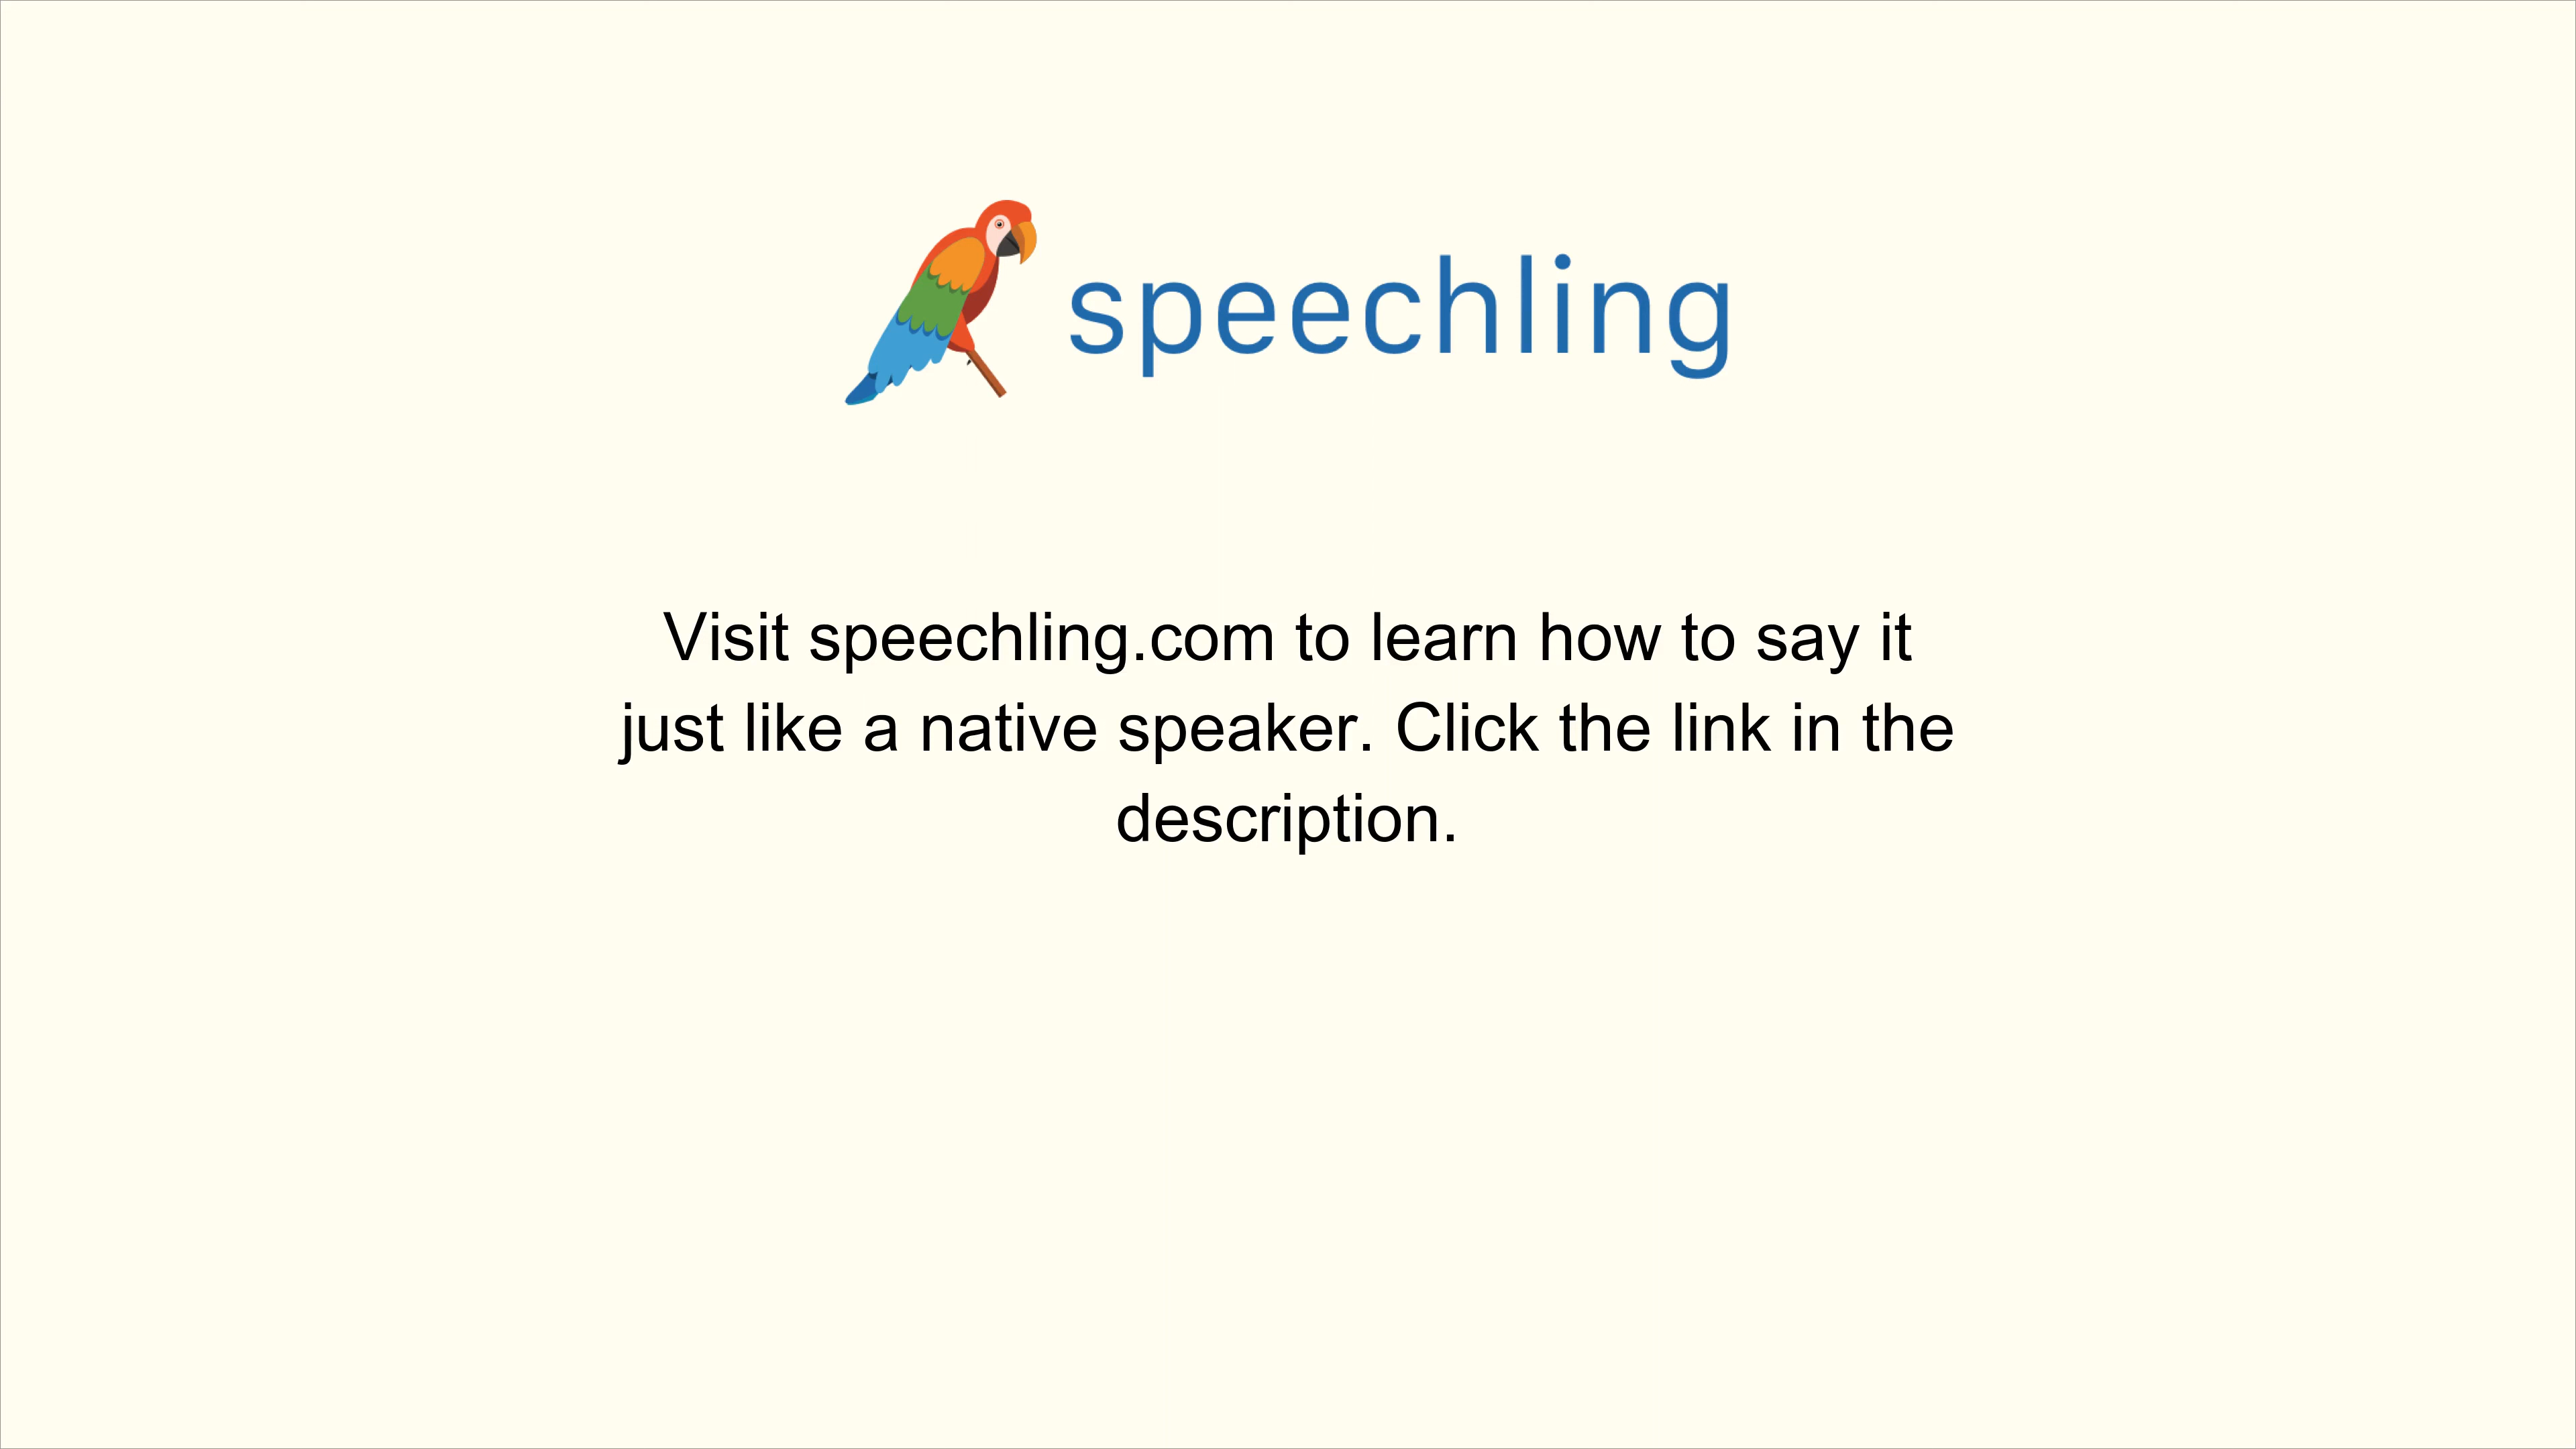 speechling
Visit speechling.com to learn how to say it
just like a native speaker. Click the link in the
description.